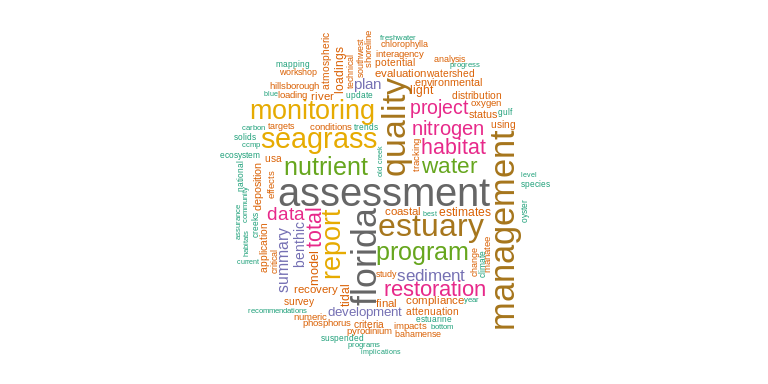 freshwater
chlorophylla
interagency
potential
analysis
progress
evaluation
watershed
environmental
mapping
workshop
atmospheric
loadings
technical
southwest
shoreline
plan
light
hillsborough
blue
loading
river
update
distribution
oxygen
monitoring
quality
project
status
gulf
using
carbon
targets
conditions
trends
nitrogen
solids
ccmp
seagrass
habitat
tracking
old creek
ecosystem
usa
nutrient
water
national
deposition
effects
assessment
management
level
species
oyster
community
assurance
creeks
habitats
data
total
coastal
best
estimates
florida
estuary
report
summary
benthic
application
critical
current
model
program
change
climate
manatee
study
sediment
recovery
tidal
restoration
survey
final
compliance
year
recommendations
numeric
development
attenuation
estuarine
phosphorus
criteria
impacts
bottom
pyrodinium
bahamense
suspended
programs
implications